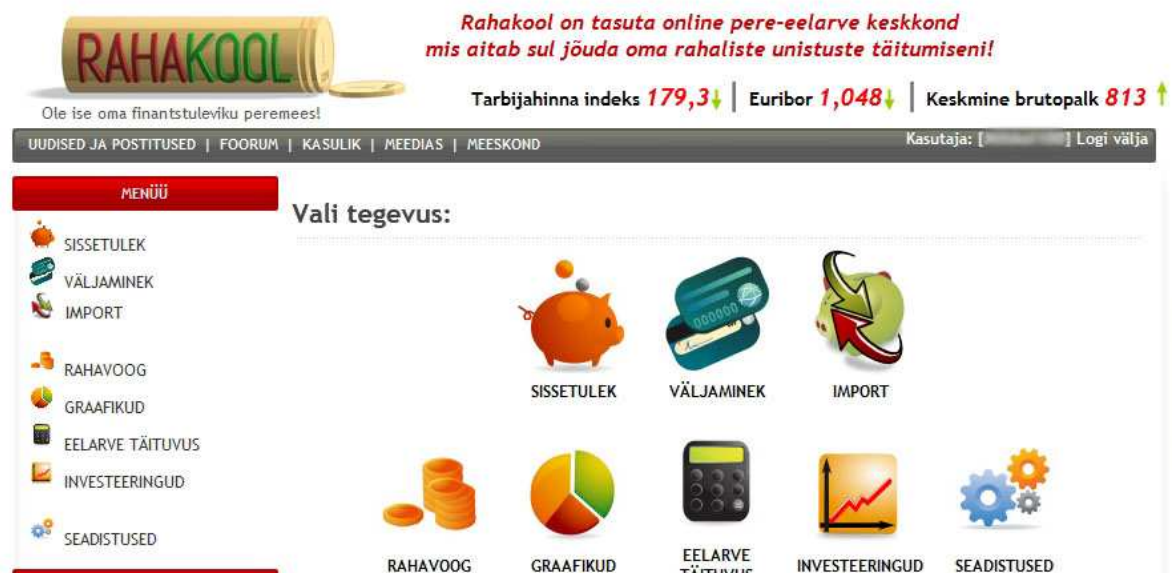 RAHAKOOL
Ole ise oma finantstuleviku peremees!
Rahakool on tasuta online pere-eelarve keskkond
mis aitab sul jõuda oma rahaliste unistuste täitumiseni!
Tarbijahinna indeks 179,3↓ | Euribor 1,048↓ | Keskmine brutopalk 813 ↑
UUDISED JA POSTITUSED | FOORUM | KASULIK | MEEDIAS | MEESKOND
Kasutaja: [ ] Logi välja
MENÜÜ
SISSETULEK
VÄLJAMINEK
IMPORT
RAHAVOOG
GRAAFIKUD
EELARVE TÄITUVUS
INVESTEERINGUD
SEADISTUSED
Vali tegevus:
SISSETULEK VÄLJAMINEK IMPORT
000000
RAHAVOOG GRAAFIKUD EELARVE TÄITUVUS INVESTEERINGUD SEADISTUSED